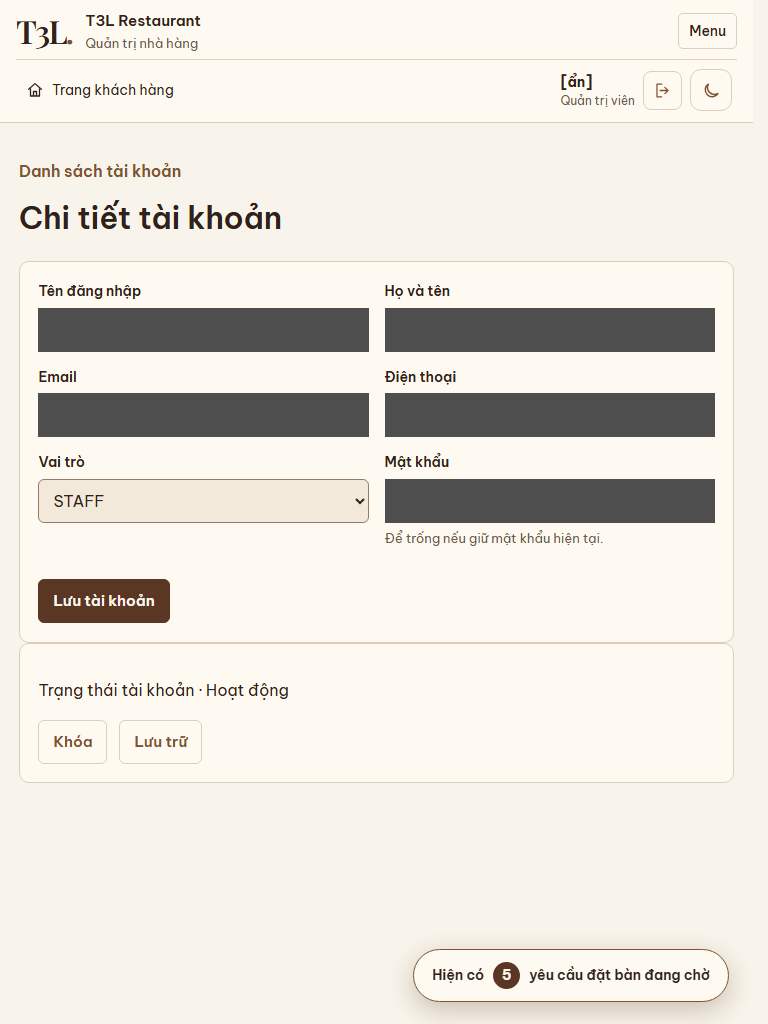 T3L.
T3L Restaurant
Quản trị nhà hàng
Menu
Trang khách hàng
[ẩn]
Quản trị viên
Danh sách tài khoản
Chi tiết tài khoản
Tên đăng nhập
Họ và tên
Email
Điện thoại
Vai trò
Mật khẩu
STAFF
Để trống nếu giữ mật khẩu hiện tại.
Lưu tài khoản
Trạng thái tài khoản · Hoạt động
Khóa
Lưu trữ
Hiện có 5 yêu cầu đặt bàn đang chờ